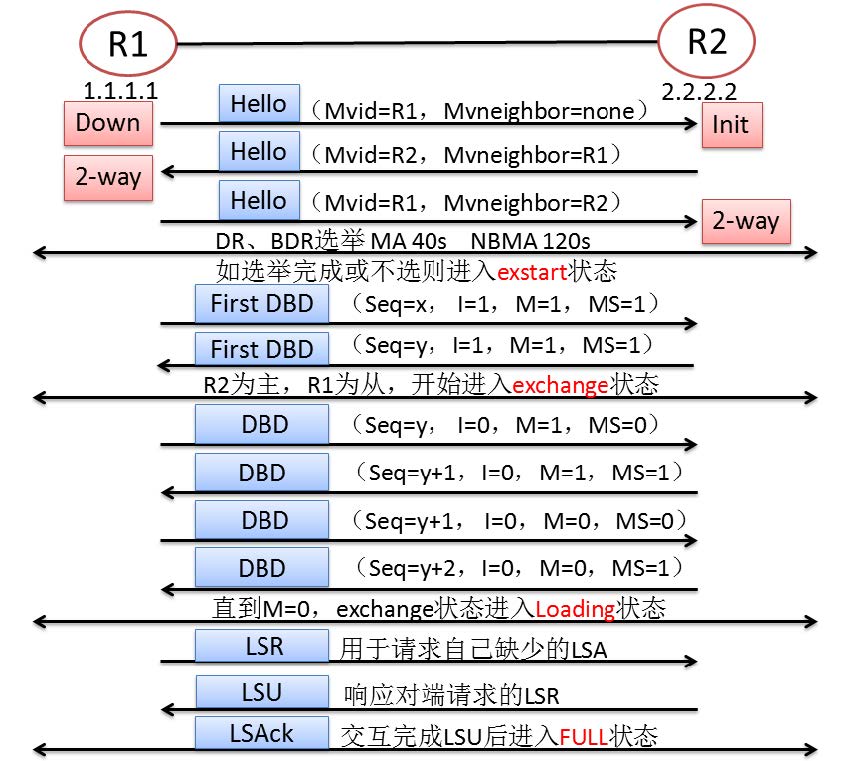 R1 R2
1.1.1.1 2.2.2.2
Down Hello （Mvid=R1，Mvneighbor=none） Init
2-way Hello （Mvid=R2，Mvneighbor=R1）
Hello （Mvid=R1，Mvneighbor=R2） 2-way
DR、BDR选举 MA 40s NBMA 120s
如选举完成或不选则进入exstart状态
First DBD （Seq=x，I=1，M=1，MS=1）
First DBD （Seq=y，I=1，M=1，MS=1）
R2为主，R1为从，开始进入exchange状态
DBD （Seq=y，I=0，M=1，MS=0）
DBD （Seq=y+1，I=0，M=1，MS=1）
DBD （Seq=y+1，I=0，M=0，MS=0）
DBD （Seq=y+2，I=0，M=0，MS=1）
直到M=0，exchange状态进入Loading状态
LSR 用于请求自己缺少的LSA
LSU 响应对端请求的LSR
LSAck 交互完成LSU后进入FULL状态